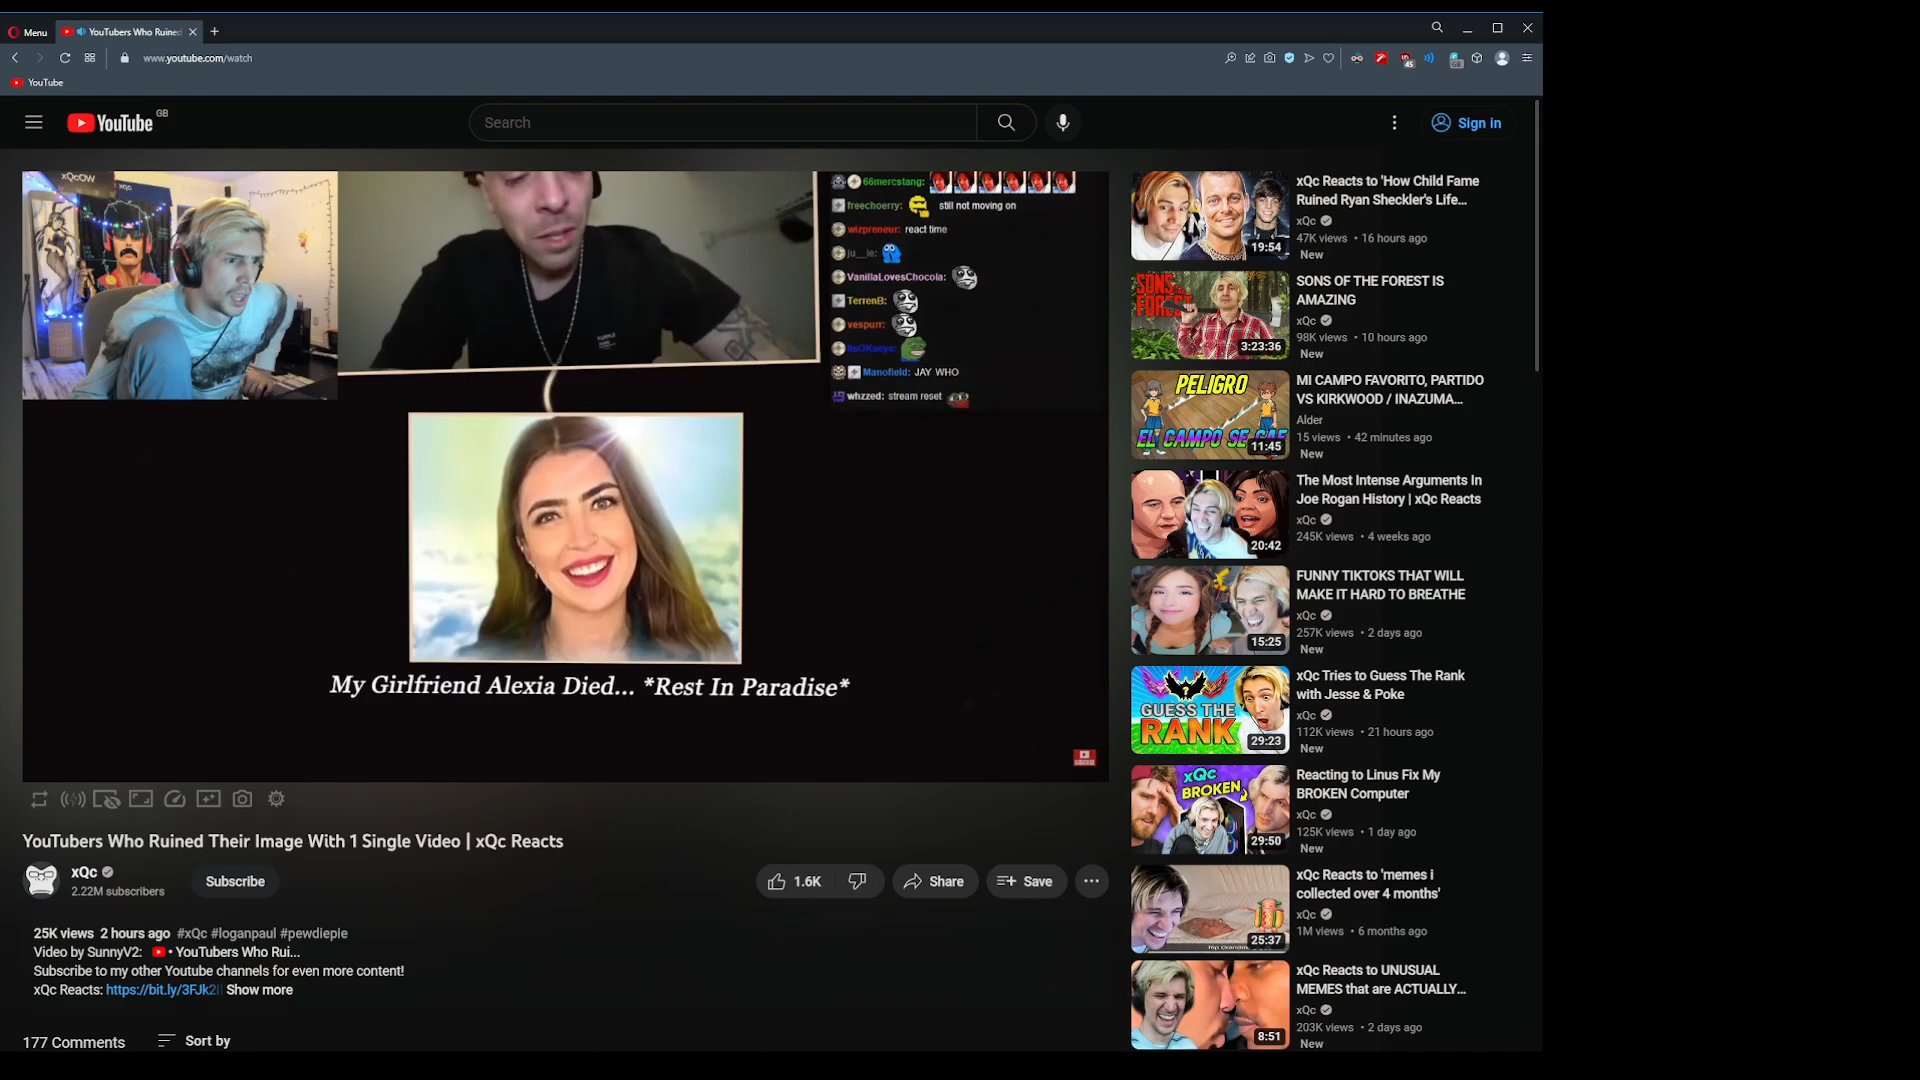 Menu
YouTubers Who Ruined
www.youtube.com/watch
45
YouTube
YouTube GB
Search
Sign in
xQcOW
xqc
66mercstang:
freechoerry: still not moving on
wizpreneur: react time
ju__le:
VanillaLovesChocola:
TerrenB:
vespurr:
ItsOKaeye:
Manofield: JAY WHO
whzzed: stream reset
My Girlfriend Alexia Died... *Rest In Paradise*
SUBSCRIBE
YouTubers Who Ruined Their Image With 1 Single Video | xQc Reacts
xQc
2.22M subscribers
Subscribe
1.6K
Share
Save
25K views 2 hours ago #xQc #loganpaul #pewdiepie
Video by SunnyV2: • YouTubers Who Rui...
Subscribe to my other Youtube channels for even more content!
xQc Reacts: https://bit.ly/3FJk2Il Show more
177 Comments
Sort by
19:54
xQc Reacts to 'How Child Fame
Ruined Ryan Sheckler's Life...
xQc
47K views • 16 hours ago
New
SONS OF THE FOREST
3:23:36
SONS OF THE FOREST IS
AMAZING
xQc
98K views • 10 hours ago
New
PELIGRO
EL CAMPO SE CAE
11:45
MI CAMPO FAVORITO, PARTIDO
VS KIRKWOOD / INAZUMA...
Alder
15 views • 42 minutes ago
New
20:42
The Most Intense Arguments In
Joe Rogan History | xQc Reacts
xQc
245K views • 4 weeks ago
15:25
FUNNY TIKTOKS THAT WILL
MAKE IT HARD TO BREATHE
xQc
257K views • 2 days ago
New
GUESS THE
RANK
29:23
xQc Tries to Guess The Rank
with Jesse & Poke
xQc
112K views • 21 hours ago
New
xQc
BROKEN
29:50
Reacting to Linus Fix My
BROKEN Computer
xQc
125K views • 1 day ago
New
25:37
xQc Reacts to 'memes i
collected over 4 months'
xQc
1M views • 6 months ago
8:51
xQc Reacts to UNUSUAL
MEMES that are ACTUALLY...
xQc
203K views • 2 days ago
New